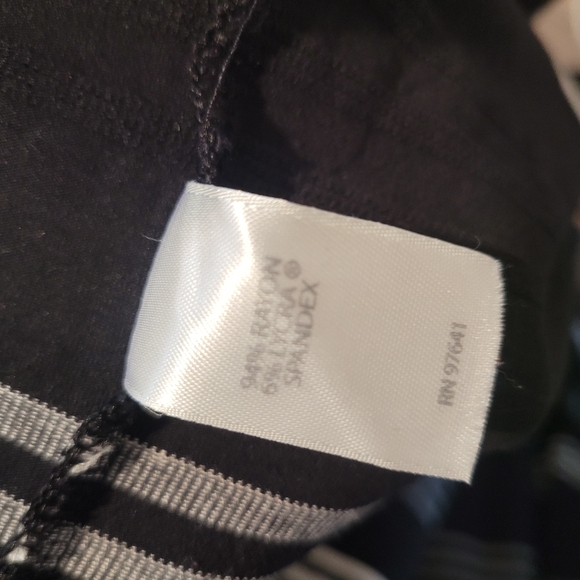 94% RAYON
6% LYCRA ®
SPANDEX
RN 97641